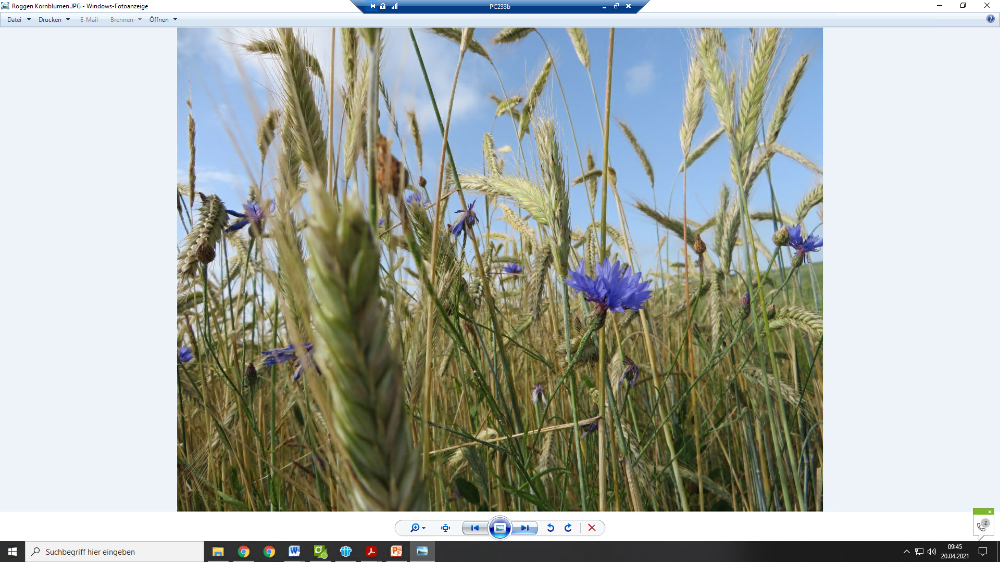 Roggen Kornblumen.JPG - Windows-Fotoanzeige
PC233b
Datei Drucken E-Mail Brennen Öffnen
2
Suchbegriff hier eingeben
09:45
20.04.2021